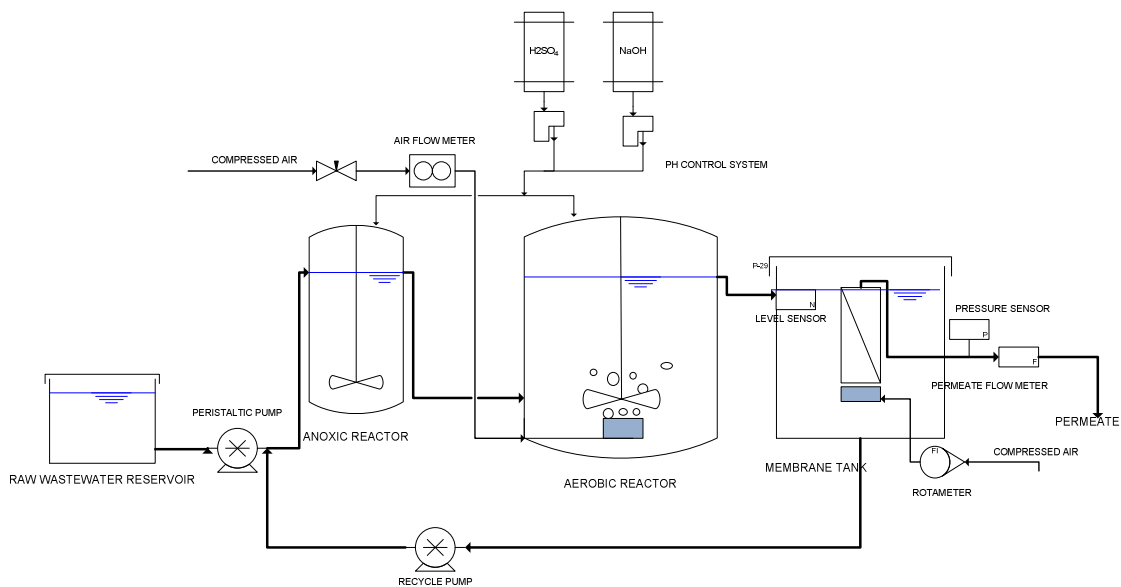 H2SO4
NaOH
AIR FLOW METER
COMPRESSED AIR
PH CONTROL SYSTEM
P-29
N
LEVEL SENSOR
PRESSURE SENSOR
P
F
PERMEATE FLOW METER
PERISTALTIC PUMP
PERMEATE
ANOXIC REACTOR
FI
COMPRESSED AIR
MEMBRANE TANK
RAW WASTEWATER RESERVOIR
AEROBIC REACTOR
ROTAMETER
RECYCLE PUMP